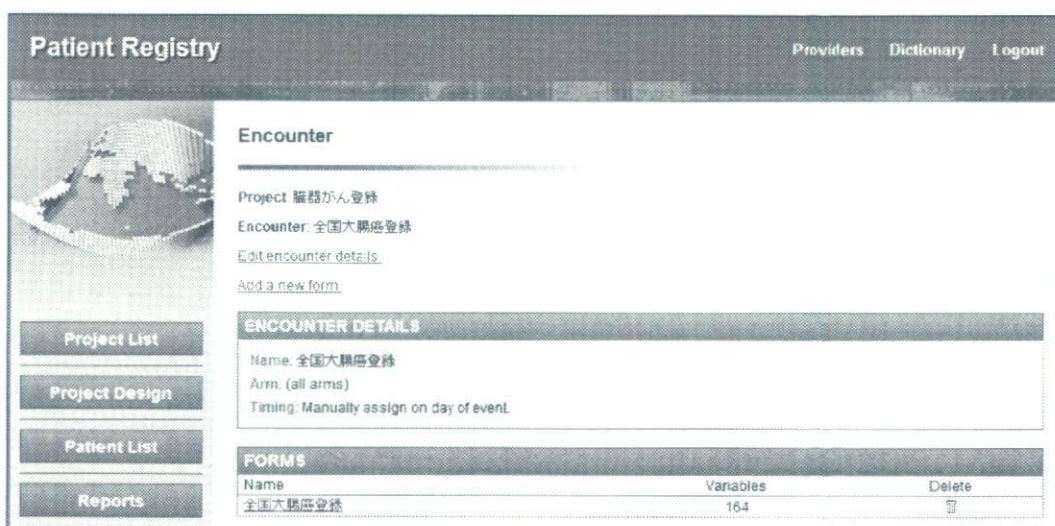 Patient Registry
Providers Dictionary Logout
Encounter
Project: 臓器がん登録
Encounter: 全国大腸癌登録
Edit encounter details
Add a new form
ENCOUNTER DETAILS
Name: 全国大腸癌登録
Arm: (all arms)
Timing: Manually assign on day of event.
Project List
Project Design
Patient List
Reports
FORMS
Name Variables Delete
全国大腸癌登録 164